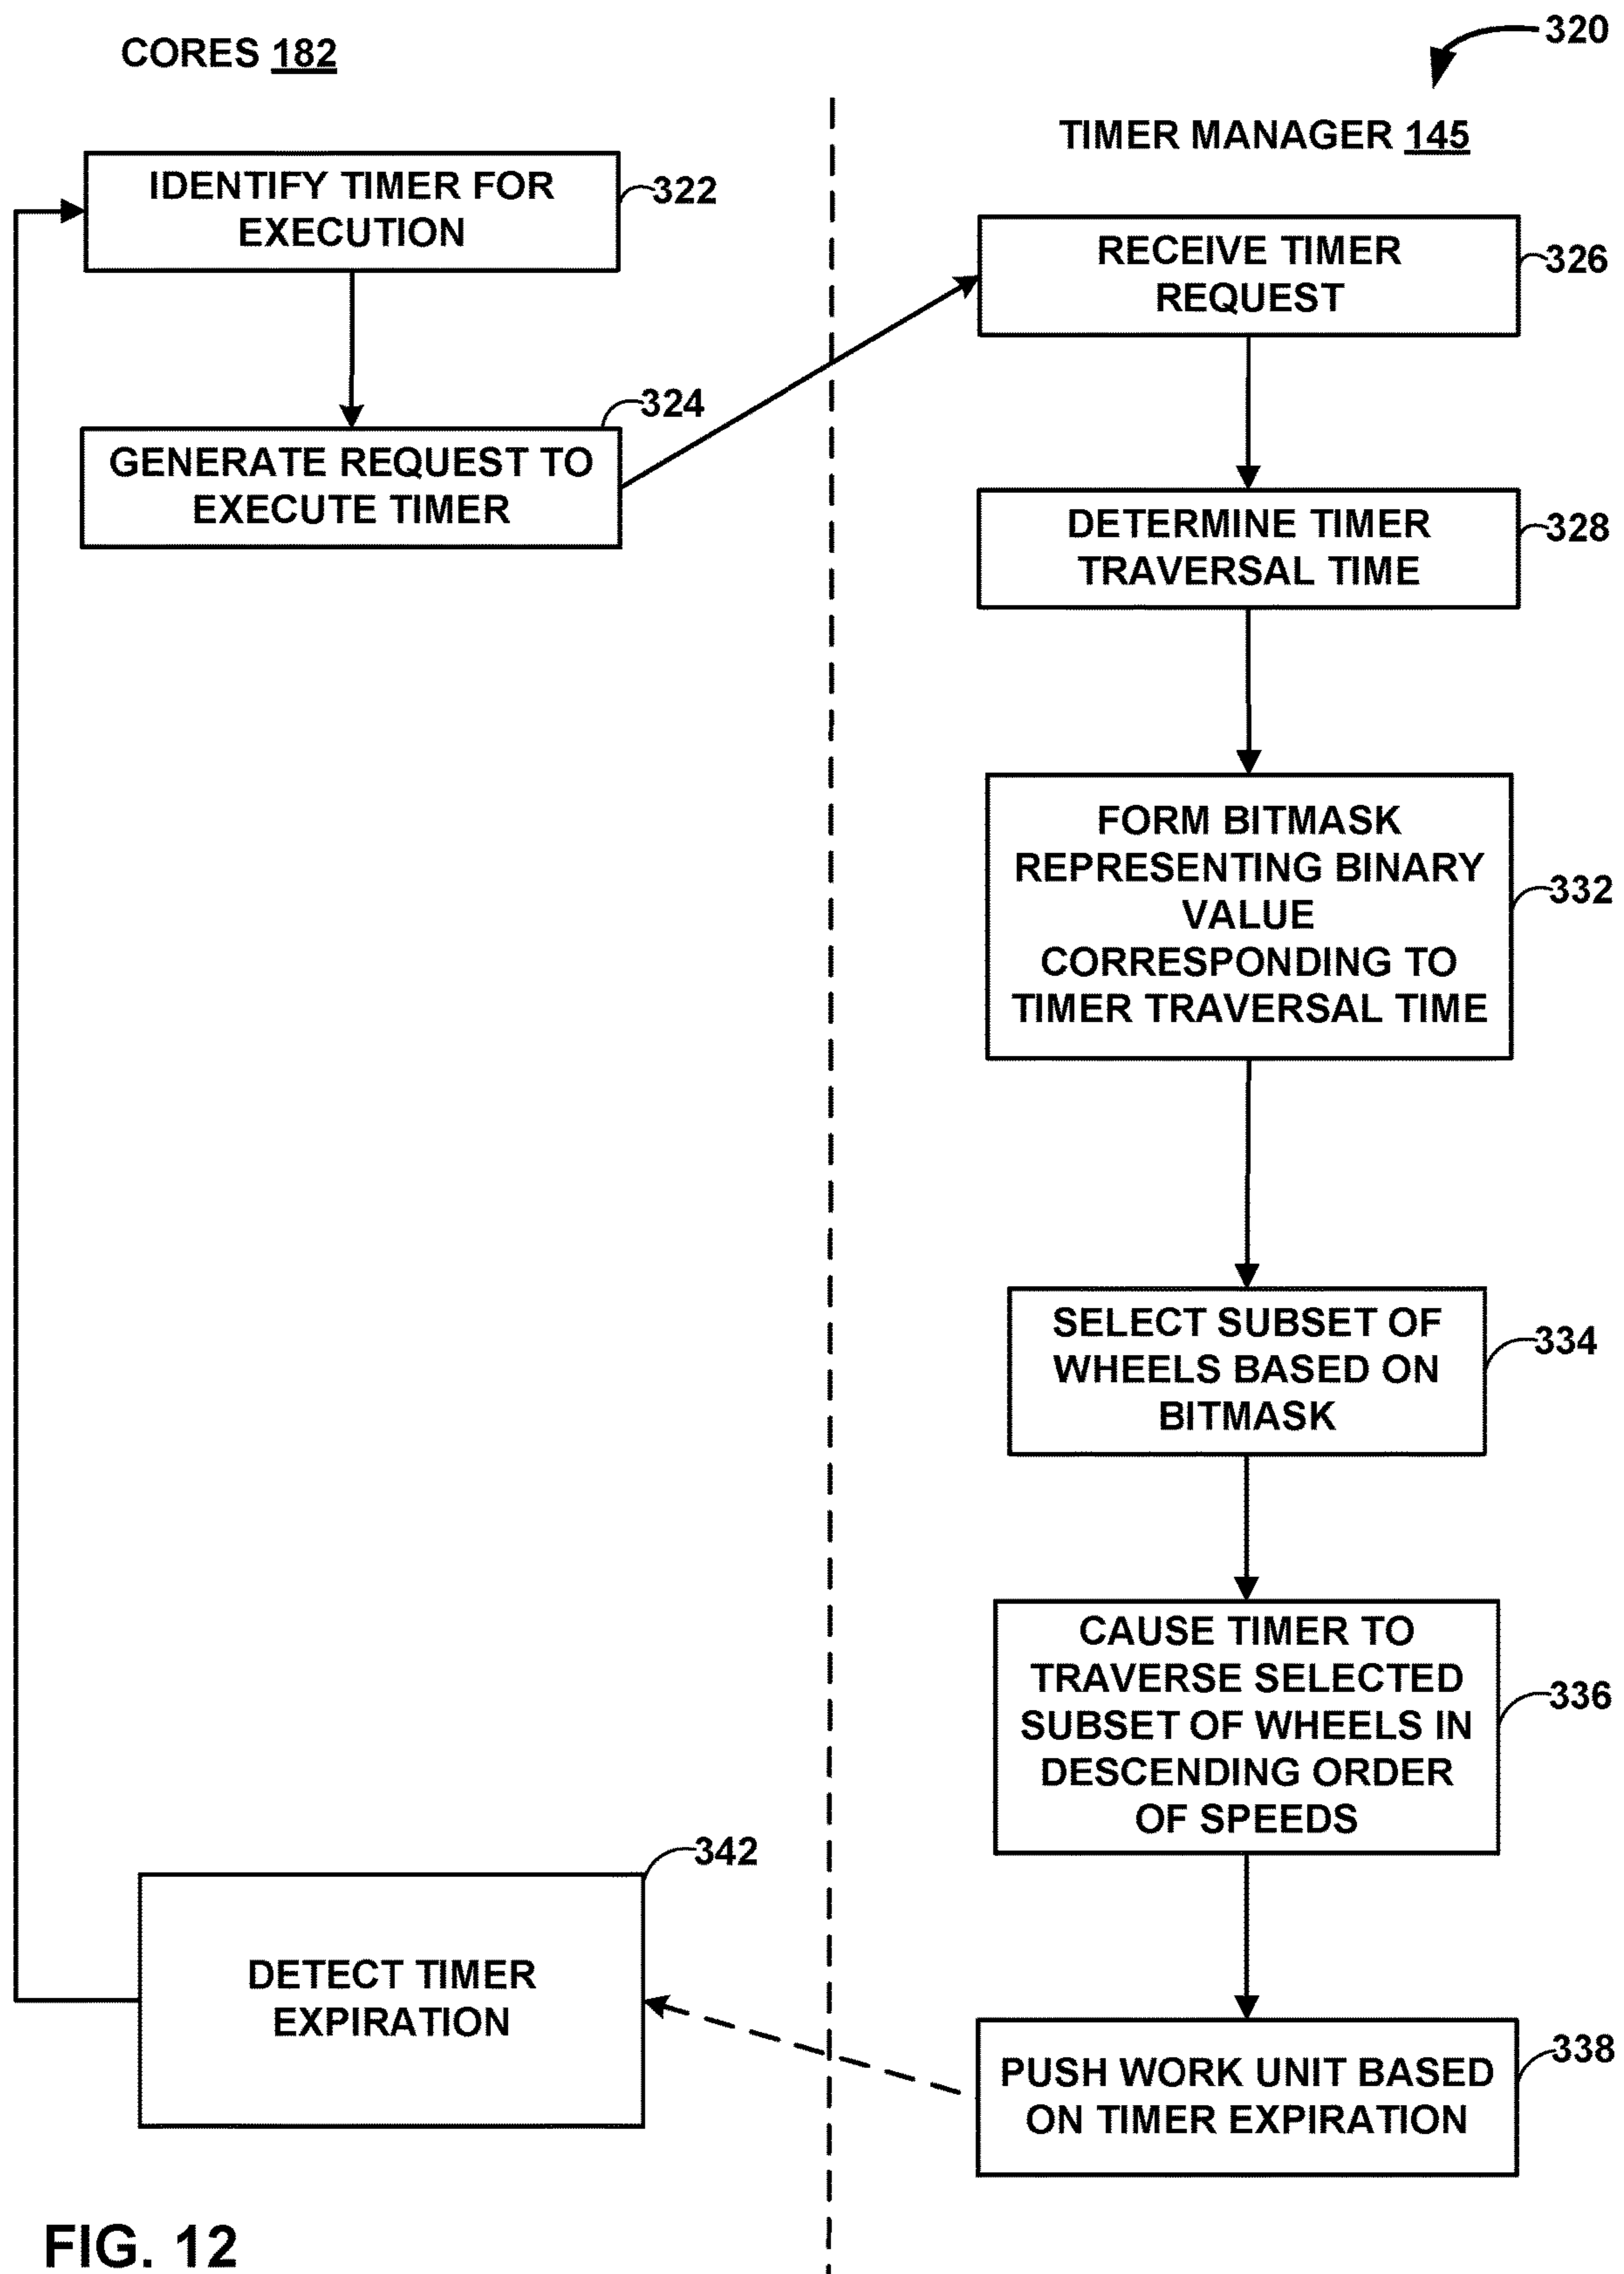 320
CORES 182
TIMER MANAGER 145
IDENTIFY TIMER FOR
EXECUTION
322
RECEIVE TIMER
REQUEST
326
324
GENERATE REQUEST TO
EXECUTE TIMER
DETERMINE TIMER
TRAVERSAL TIME
328
FORM BITMASK
REPRESENTING BINARY
VALUE
CORRESPONDING TO
TIMER TRAVERSAL TIME
332
SELECT SUBSET OF
WHEELS BASED ON
BITMASK
334
CAUSE TIMER TO
TRAVERSE SELECTED
SUBSET OF WHEELS IN
DESCENDING ORDER
OF SPEEDS
336
342
DETECT TIMER
EXPIRATION
PUSH WORK UNIT BASED
ON TIMER EXPIRATION
338
FIG. 12